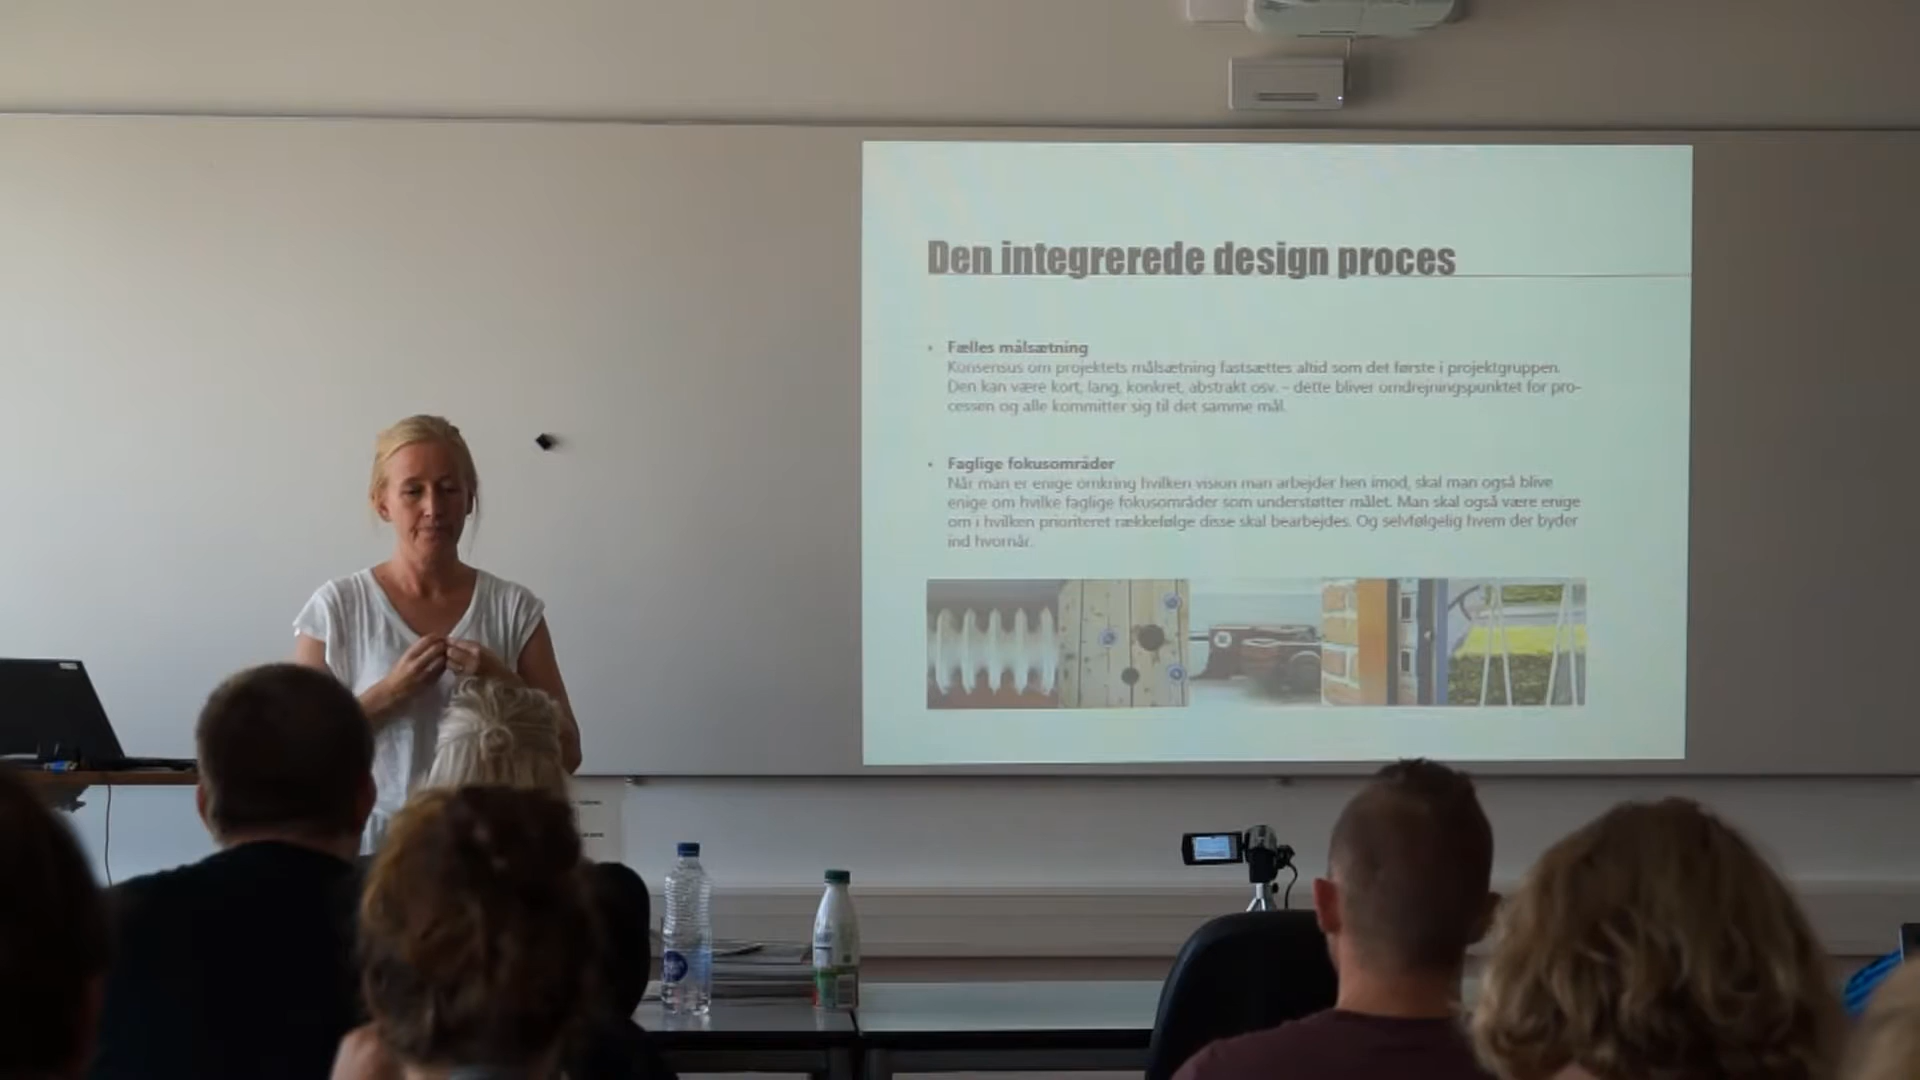 Den integrerede design proces
• Fælles målsætning
Konsensus om projektets målsætning fastsættes altid som det første i projektgruppen.
Den kan være kort, lang, konkret, abstrakt osv. – dette bliver omdrejningspunktet for pro-
cessen og alle kommitter sig til det samme mål.
• Faglige fokusområder
Når man er enige omkring hvilken vision man arbejder hen imod, skal man også blive
enige om hvilke faglige fokusområder som understøtter målet. Man skal også være enige
om i hvilken prioriteret rækkefølge disse skal bearbejdes. Og selvfølgelig hvem der byder
ind hvornår.